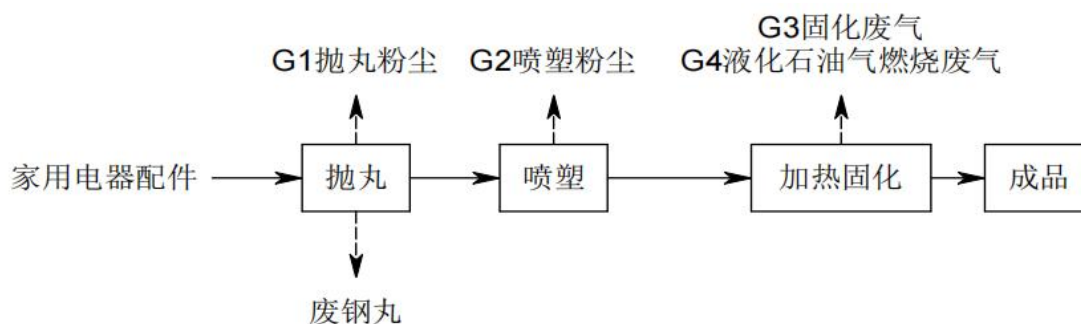 G3固化废气
G1抛丸粉尘
G2喷塑粉尘
G4液化石油气燃烧废气
家用电器配件
抛丸
喷塑
加热固化
成品
废钢丸